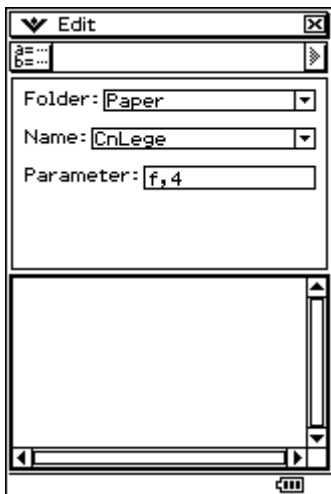 Edit
a=
b=
Folder: Paper
Name: CnLege
Parameter: f,4